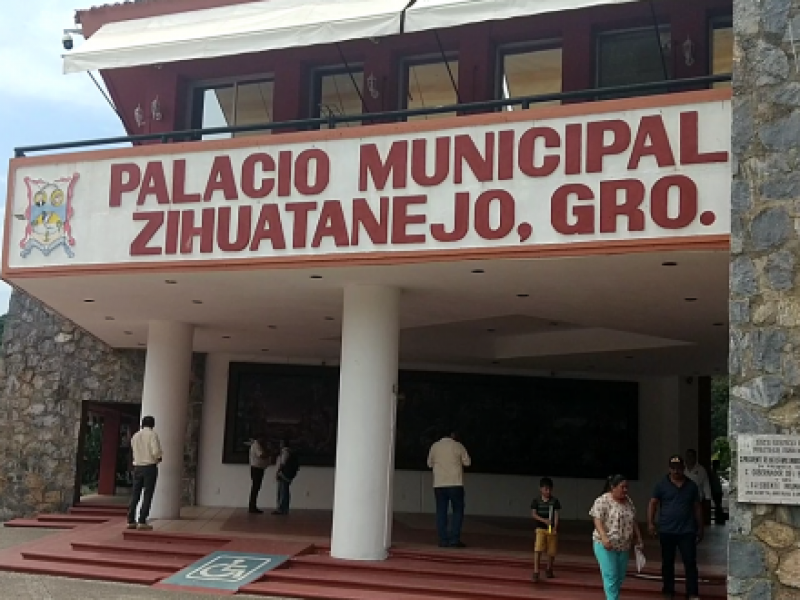 PALACIO MUNICIPAL
ZIHUATANEJO, GRO.